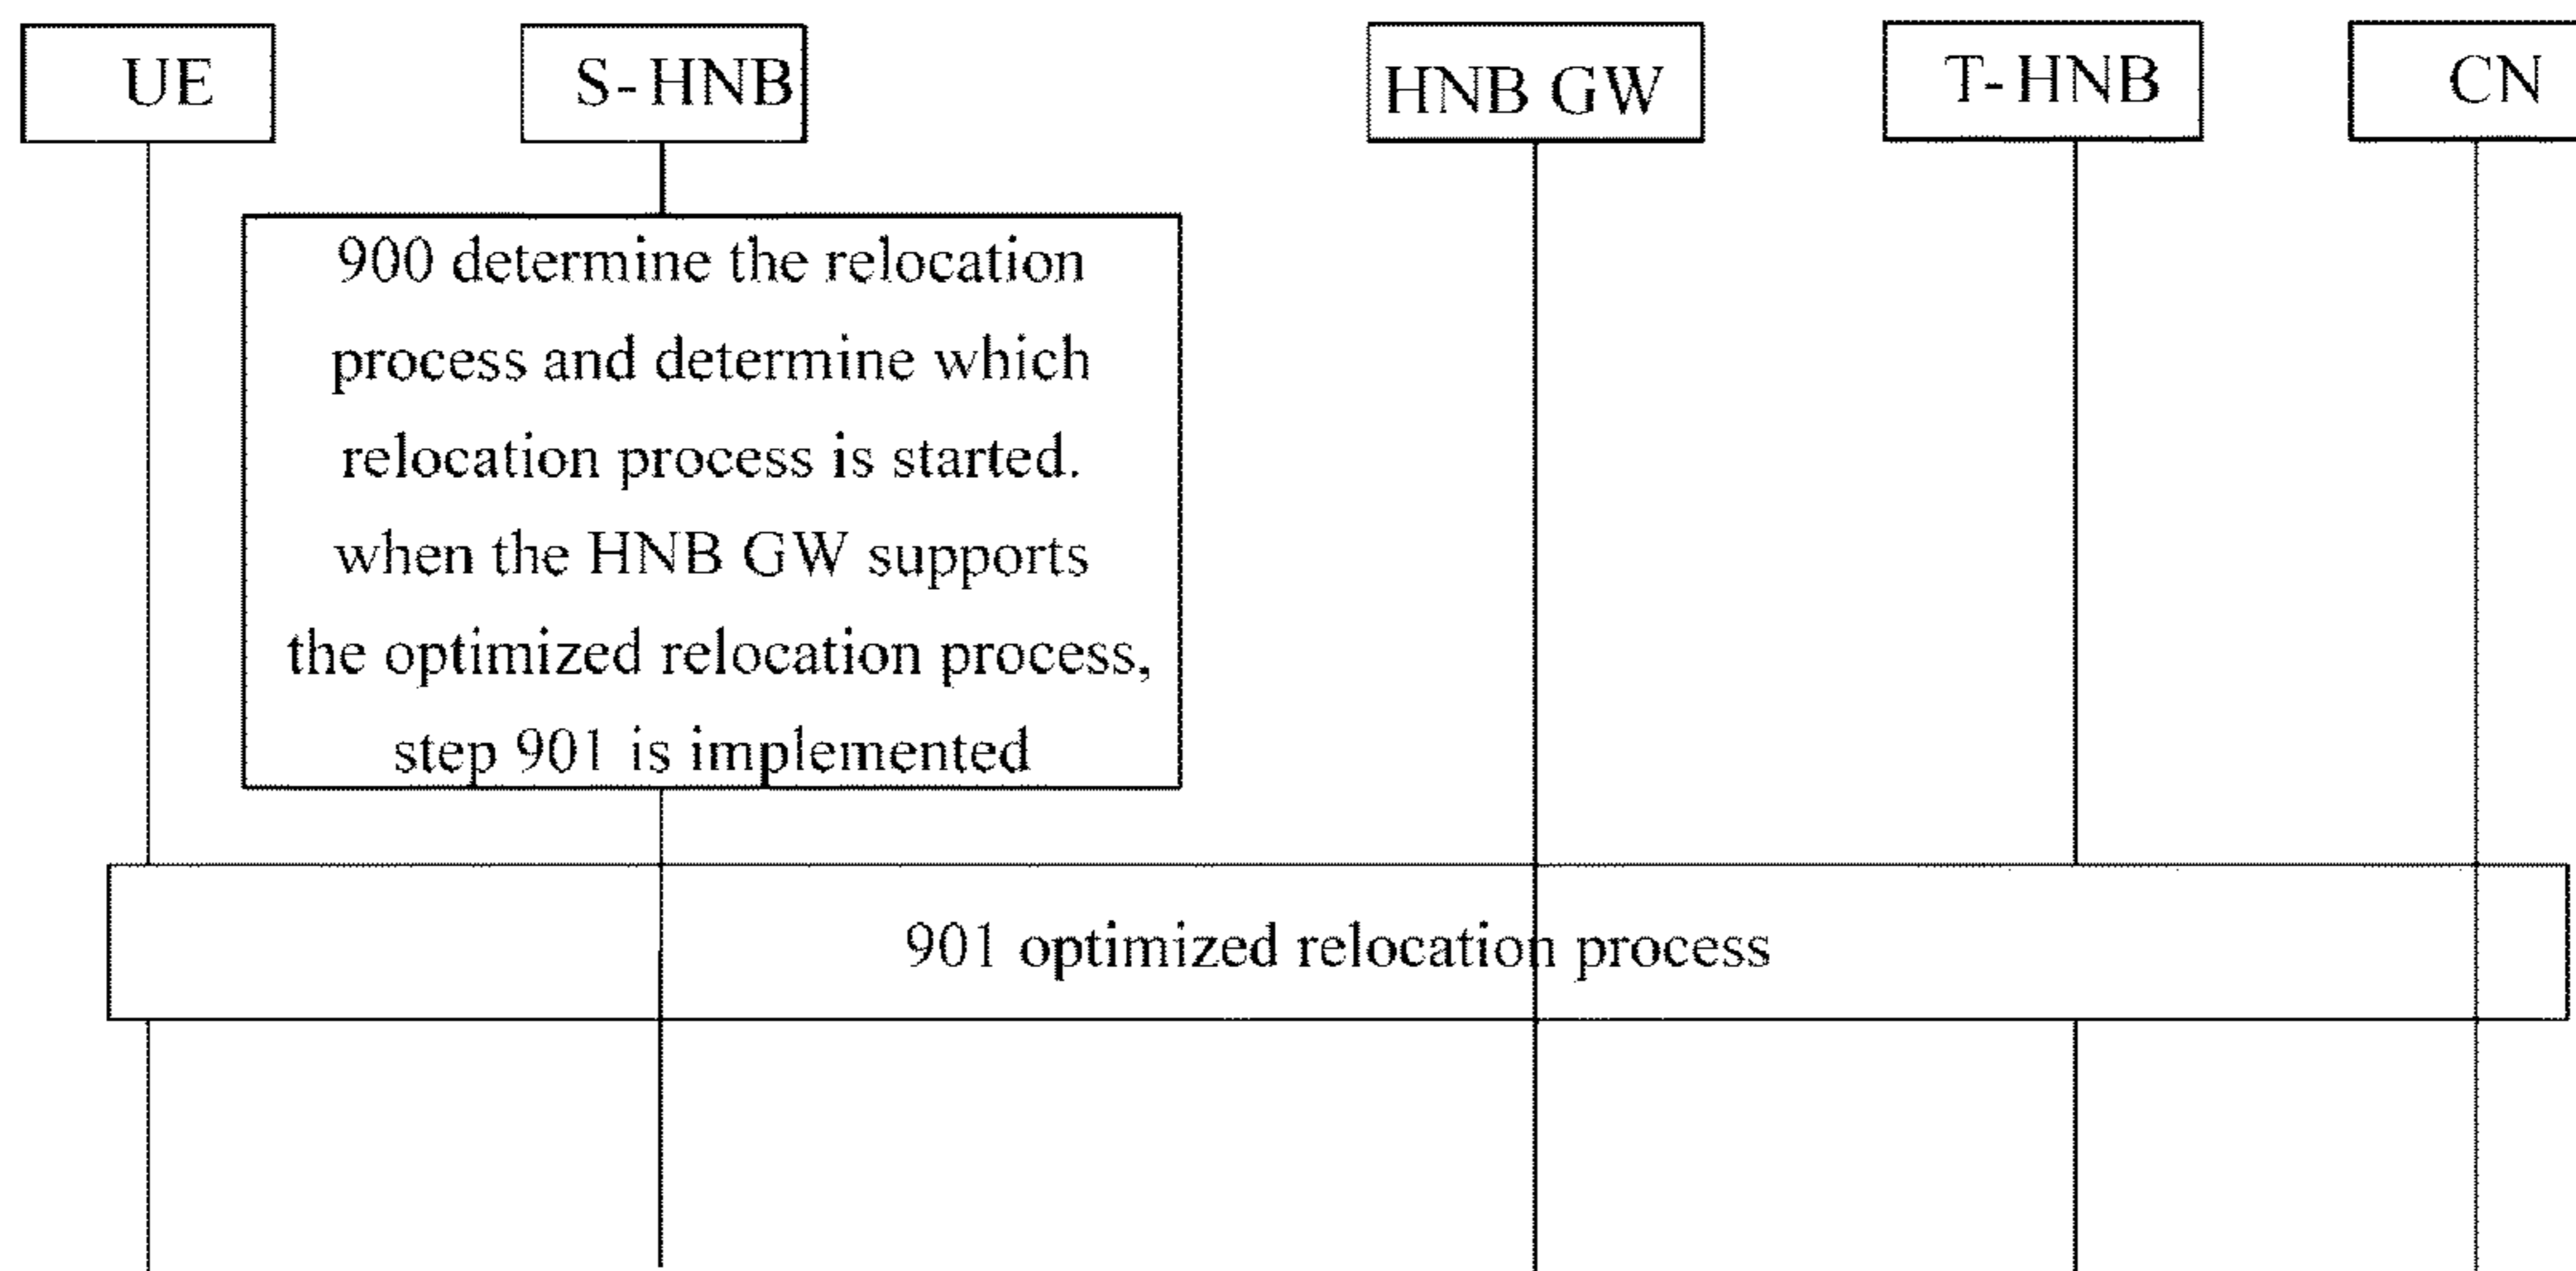 UE
S-HNB
HNB GW
T-HNB
CN
900 determine the relocation
process and determine which
relocation process is started.
when the HNB GW supports
the optimized relocation process,
step 901 is implemented
901 optimized relocation process